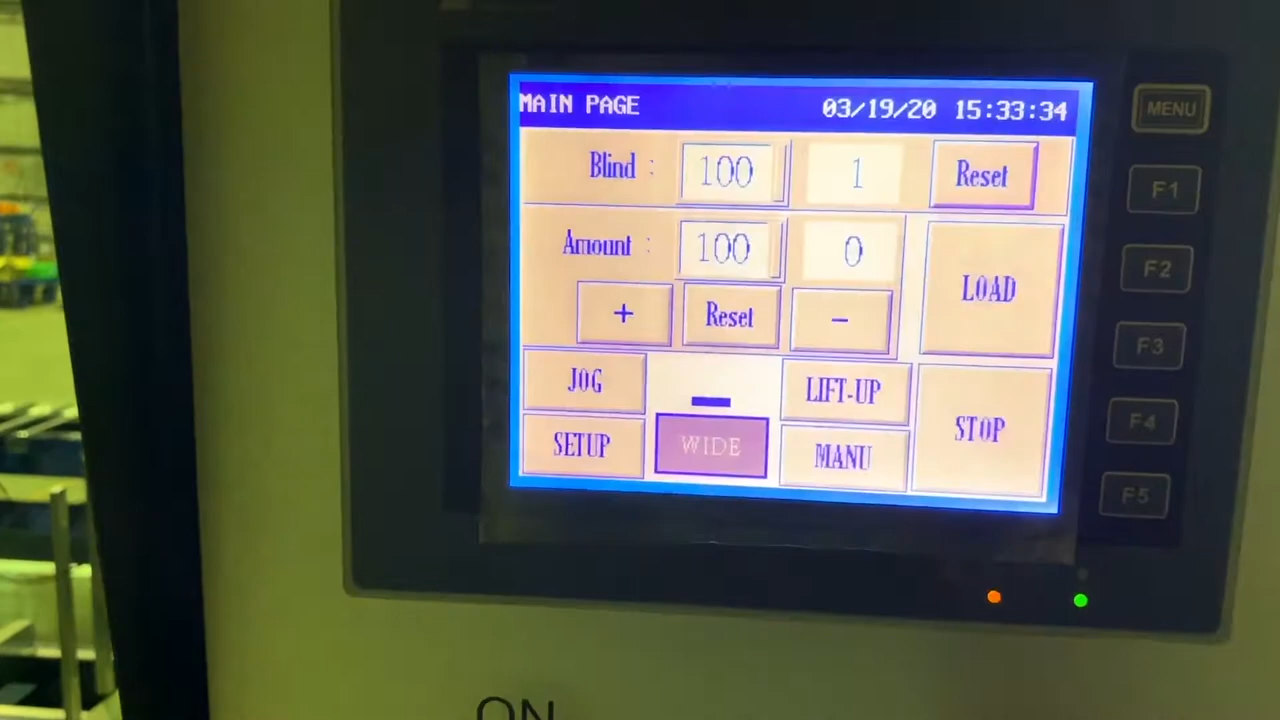 MAIN PAGE 03/19/20 15:33:34
MENU
Blind : 100 1 Reset
F1
Amount : 100 0
LOAD
F2
+ Reset -
F3
JOG LIFT-UP
STOP
F4
SETUP WIDE MANU
F5
ON